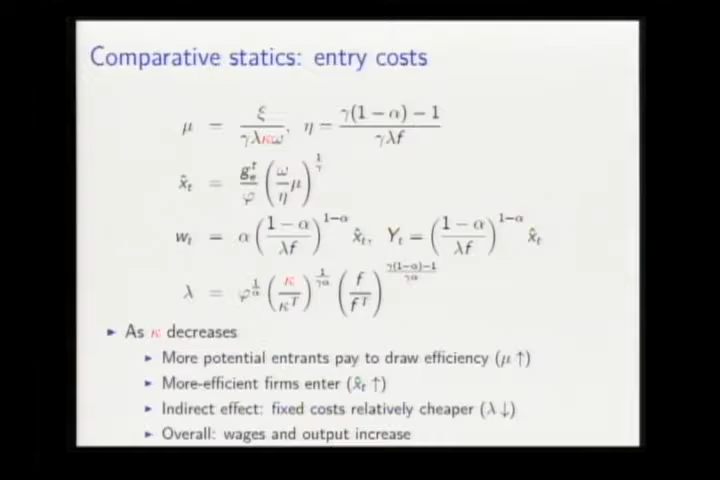 Comparative statics: entry costs
μ = ξ / (γλκω), η = (γ(1 − α) − 1) / (γλf)
x̂_t = (g_e^t / φ) (ω/η μ)^(1/γ)
w_t = α ((1 − α) / (λf))^(1−α) x̂_t, Y_t = ((1 − α) / (λf))^(1−α) x̂_t
λ = φ^(1/α) (κ / κ^T)^(1/(γα)) (f / f^T)^((γ(1−α)−1)/(γα))
► As κ decreases
► More potential entrants pay to draw efficiency (μ ↑)
► More-efficient firms enter (x̂_t ↑)
► Indirect effect: fixed costs relatively cheaper (λ ↓)
► Overall: wages and output increase